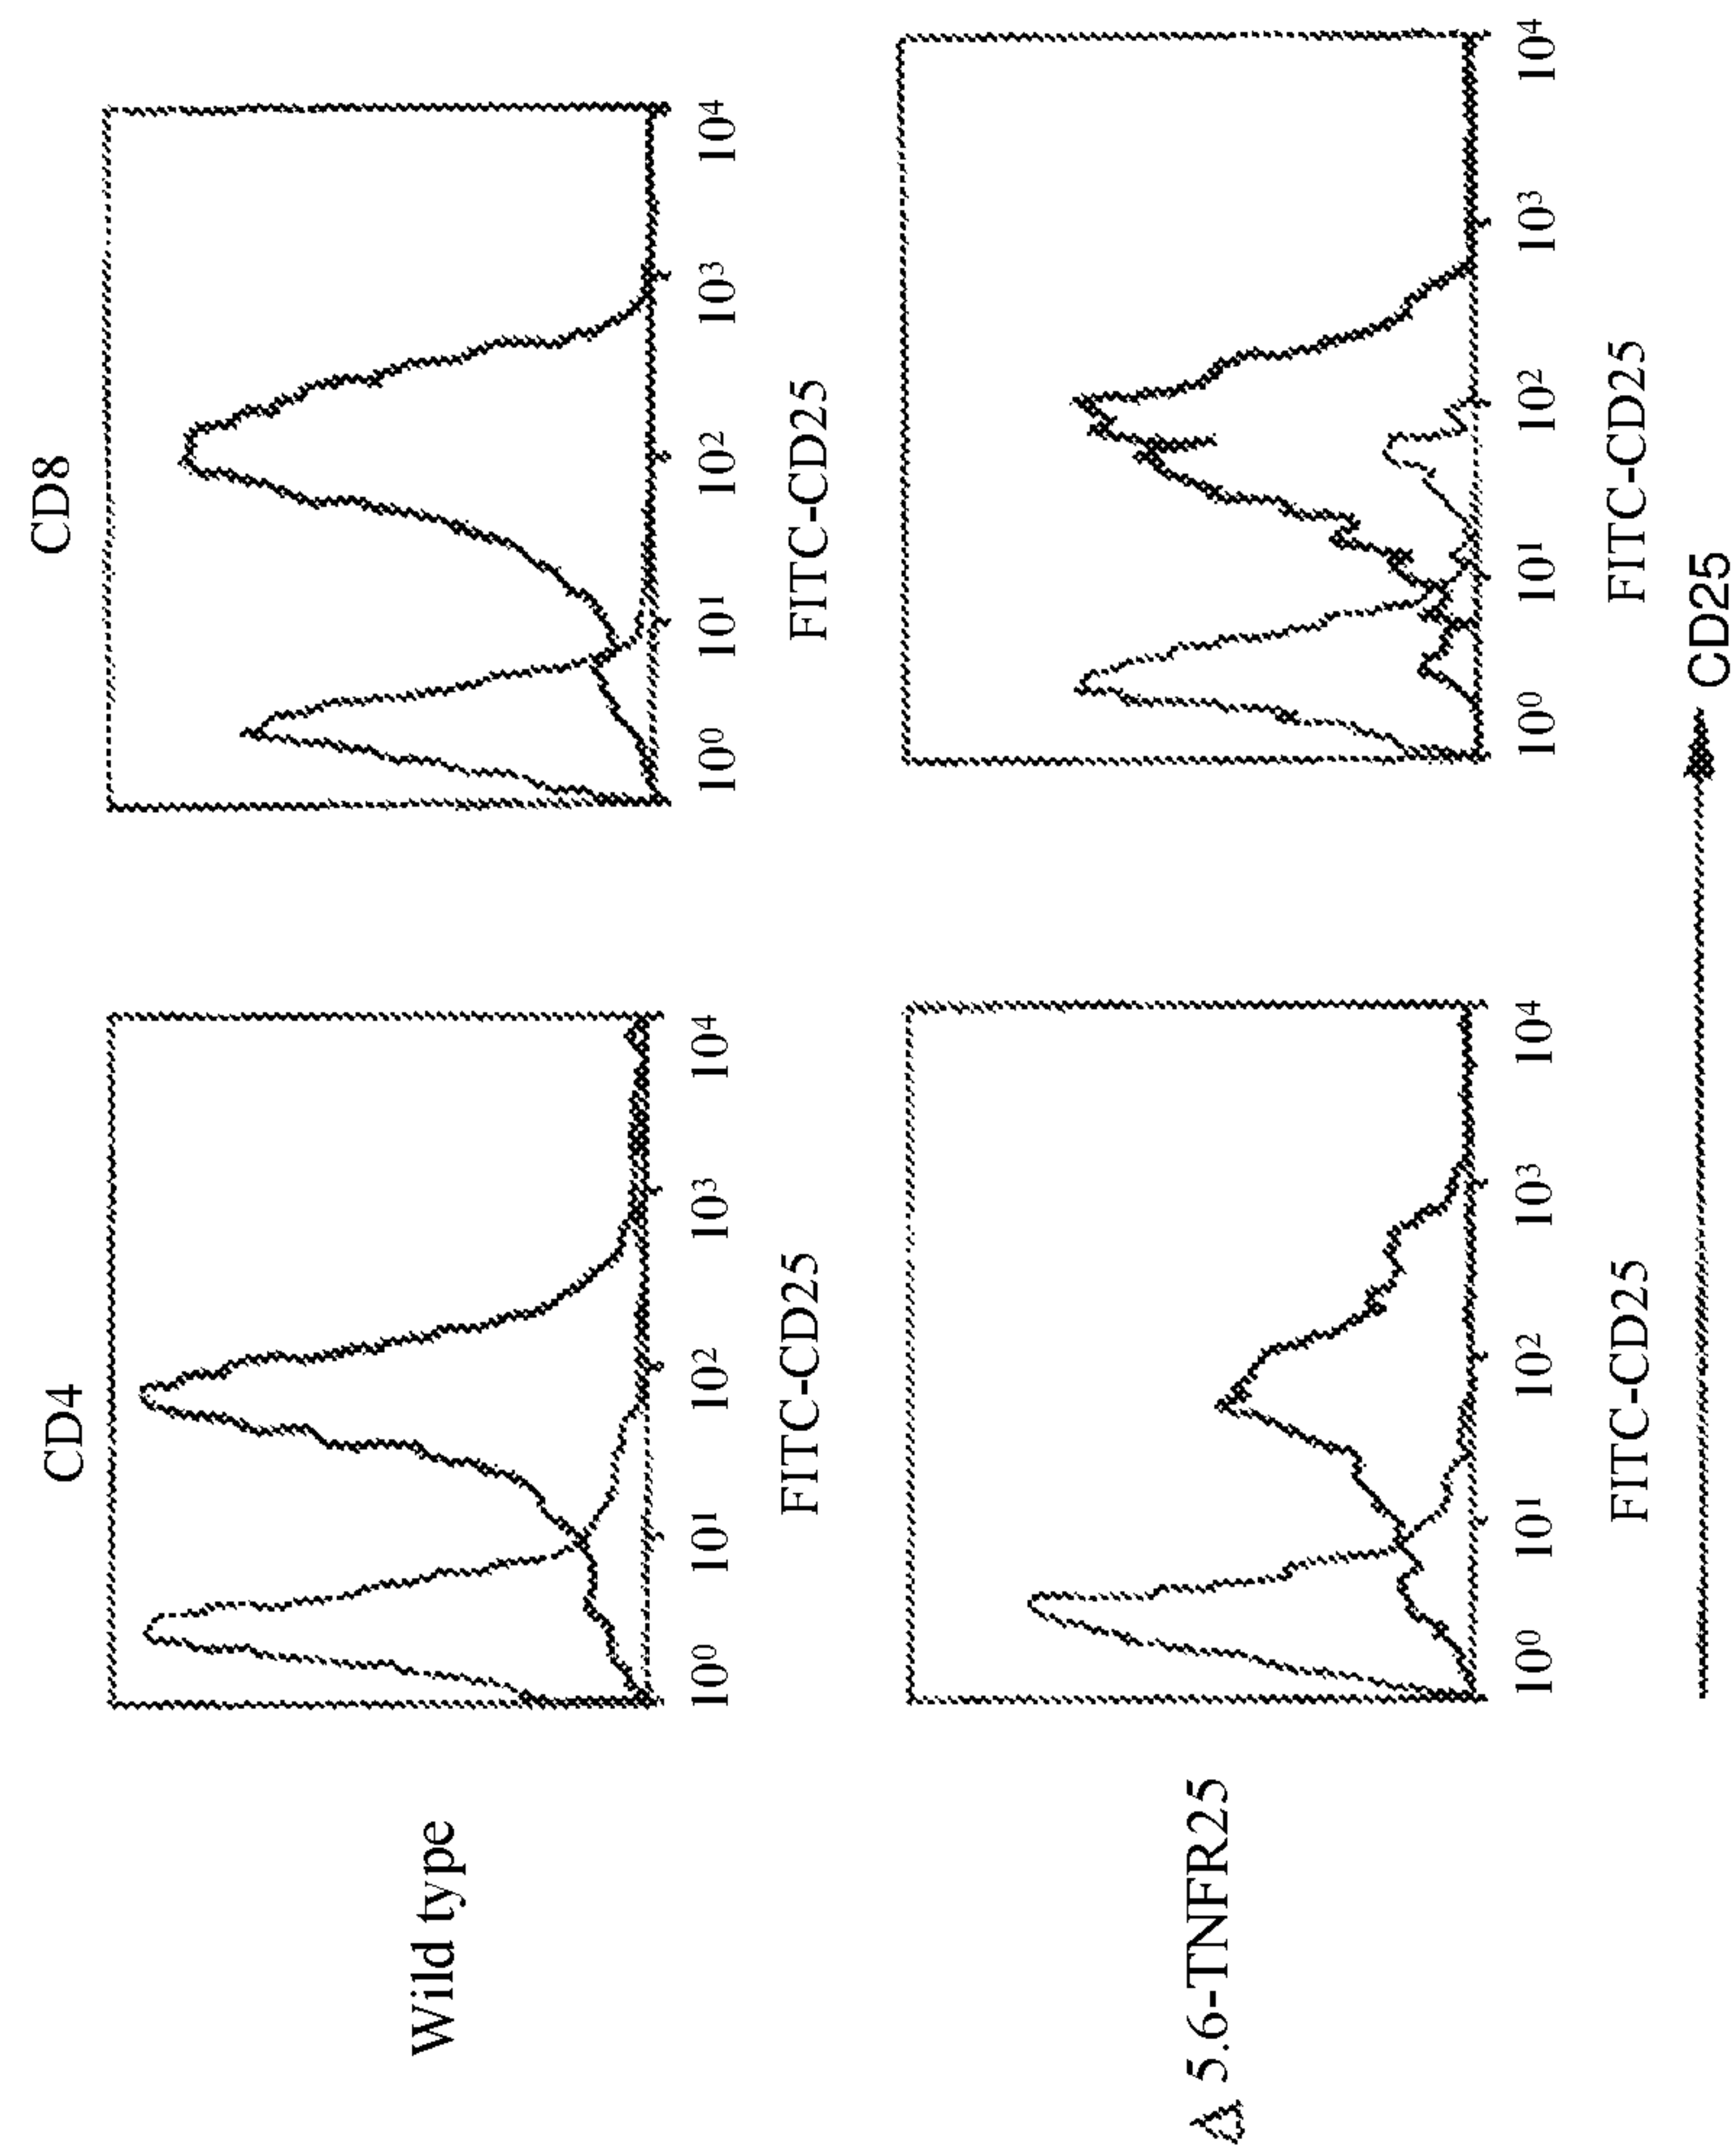 CD4 CD8
Wild type
10⁰ 10¹ 10² 10³ 10⁴ 10⁰ 10¹ 10² 10³ 10⁴
FITC-CD25 FITC-CD25
Δ 5.6-TNFR25
10⁰ 10¹ 10² 10³ 10⁴ 10⁰ 10¹ 10² 10³ 10⁴
FITC-CD25 FITC-CD25
CD25